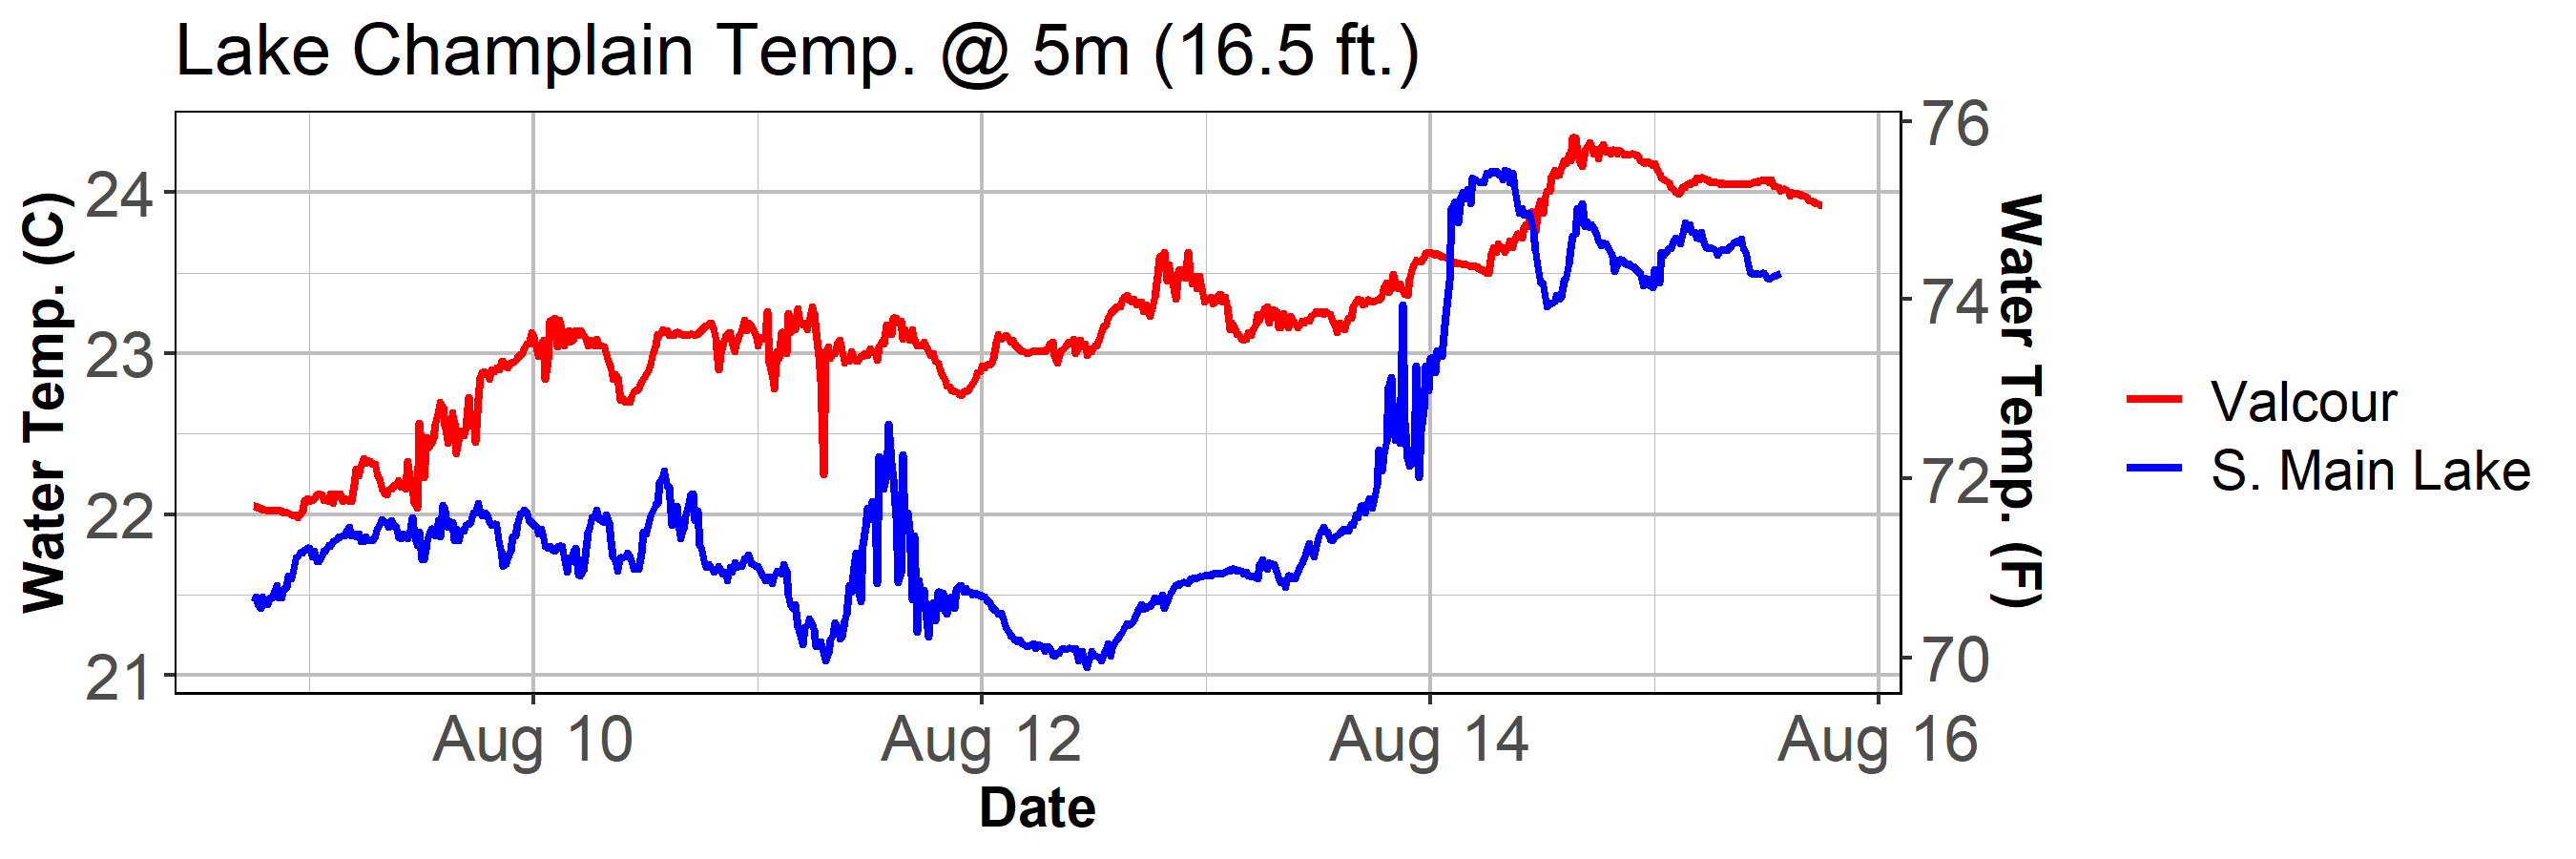 Lake Champlain Temp. @ 5m (16.5 ft.)
Water Temp. (C)
24
23
22
21
76
74
72
70
Water Temp. (F)
Aug 10
Aug 12
Aug 14
Aug 16
Date
Valcour
S. Main Lake